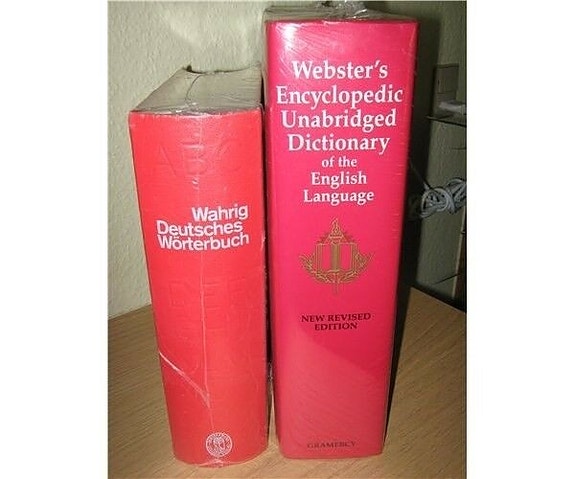 Wahrig
Deutsches
Wörterbuch
Webster's
Encyclopedic
Unabridged
Dictionary
of the
English
Language
NEW REVISED
EDITION
GRAMERCY